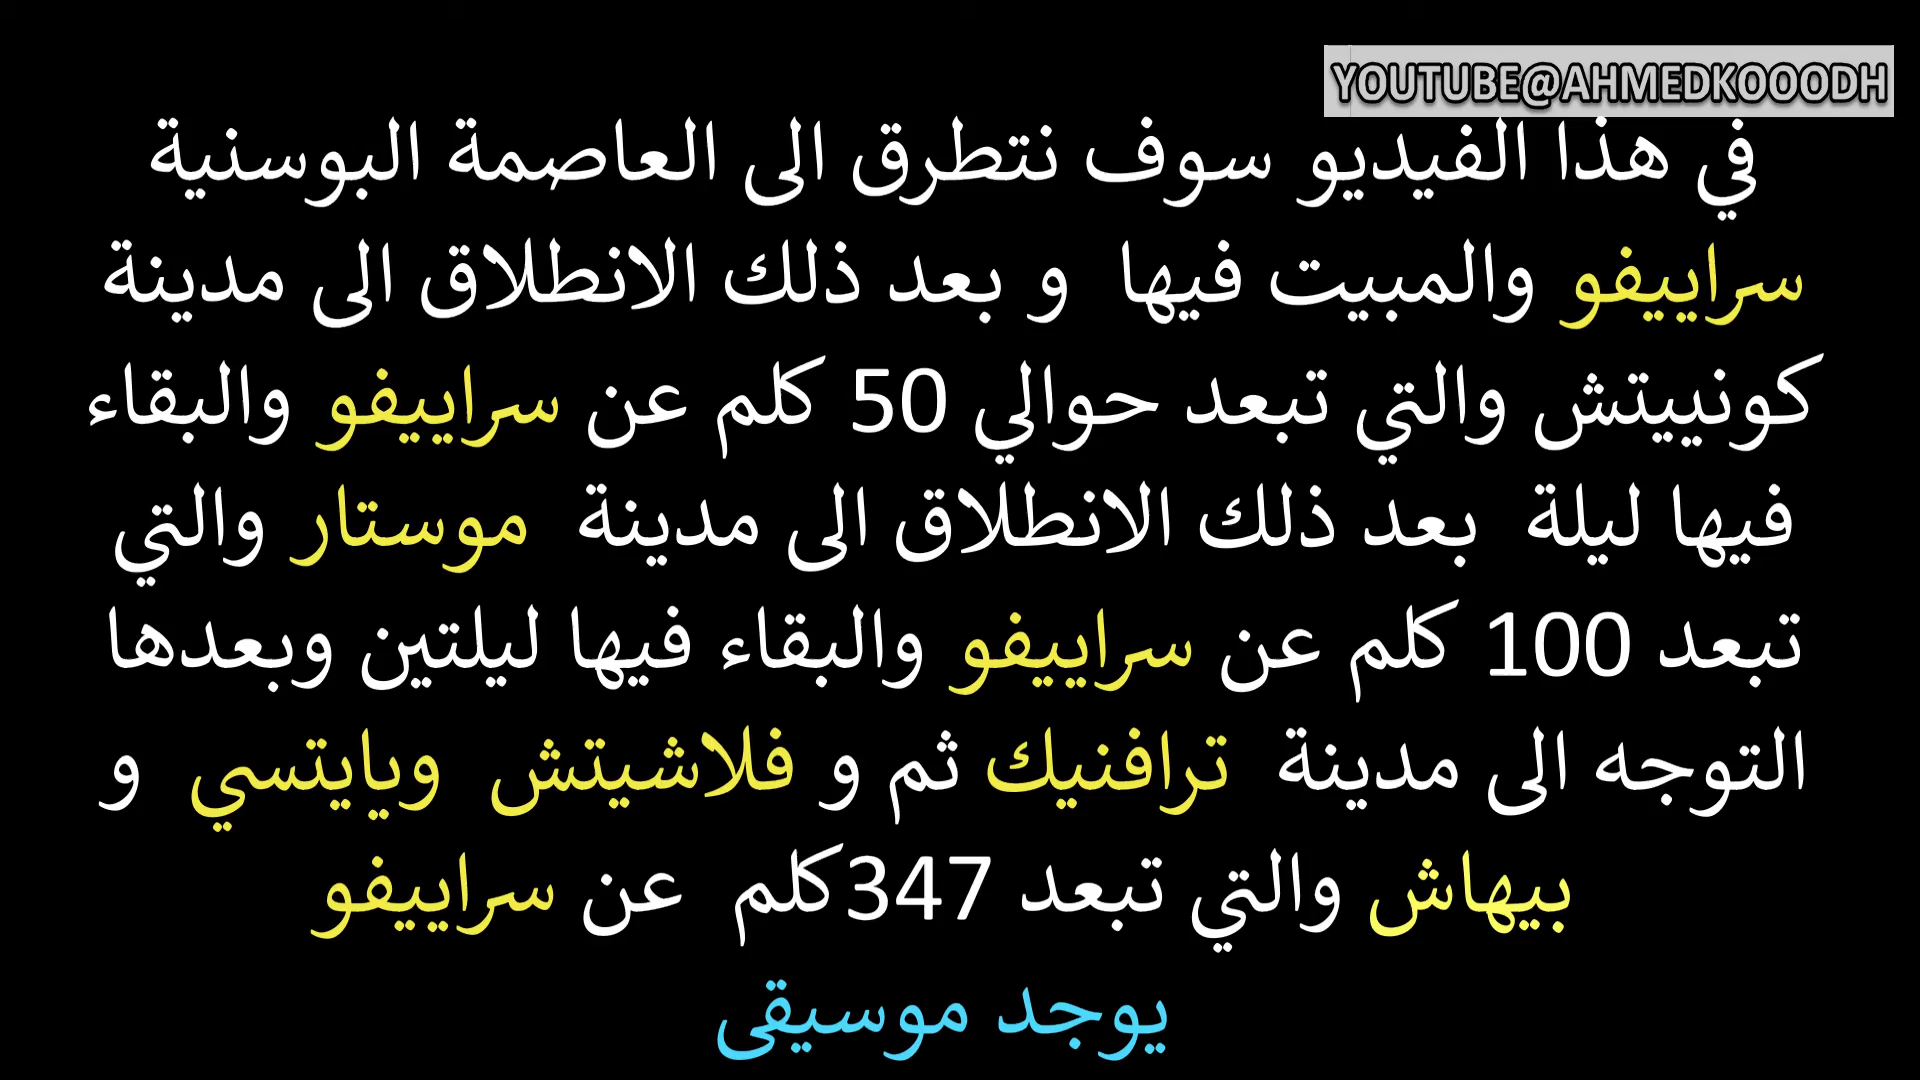 YOUTUBE@AHMEDKOOODH
في هذا الفيديو سوف نتطرق الى العاصمة البوسنية
سراييفو والمبيت فيها و بعد ذلك الانطلاق الى مدينة
كونييتش والتي تبعد حوالي 50 كلم عن سراييفو والبقاء
فيها ليلة بعد ذلك الانطلاق الى مدينة موستار والتي
تبعد 100 كلم عن سراييفو والبقاء فيها ليلتين وبعدها
التوجه الى مدينة ترافنيك ثم و فلاشيتش ويايتسي و
بيهاش والتي تبعد 347كلم عن سراييفو
يوجد موسيقى